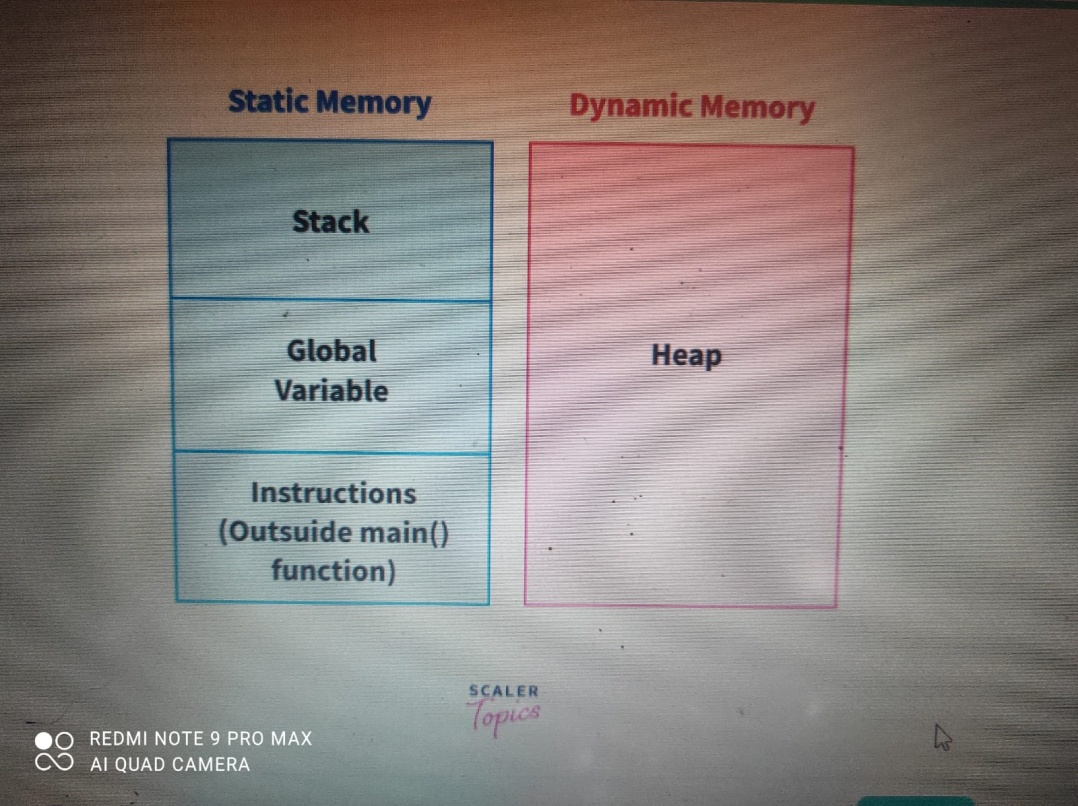 Static Memory
Dynamic Memory
Stack
Global
Variable
Instructions
(Outsuide main()
function)
Heap
SCALER
Topics
REDMI NOTE 9 PRO MAX
AI QUAD CAMERA